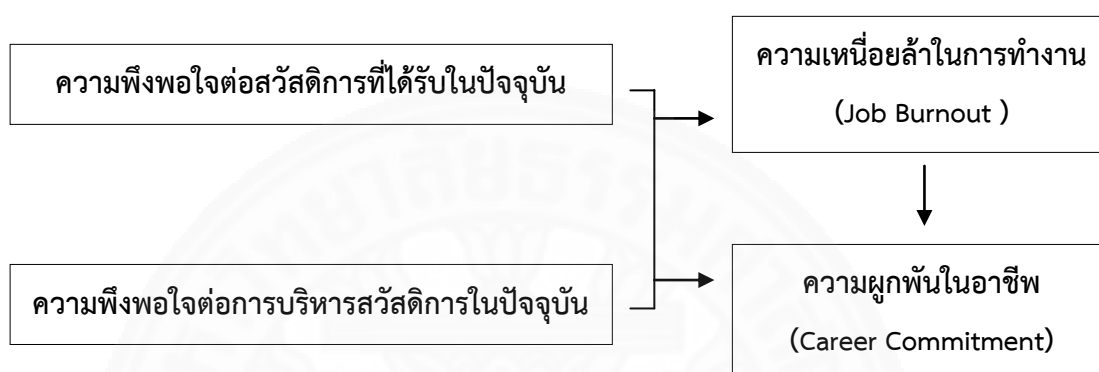 ความพึงพอใจต่อสวัสดิการที่ได้รับในปัจจุบัน
ความพึงพอใจต่อการบริหารสวัสดิการในปัจจุบัน
ความเหนื่อยล้าในการทำงาน
(Job Burnout )
ความผูกพันในอาชีพ
(Career Commitment)